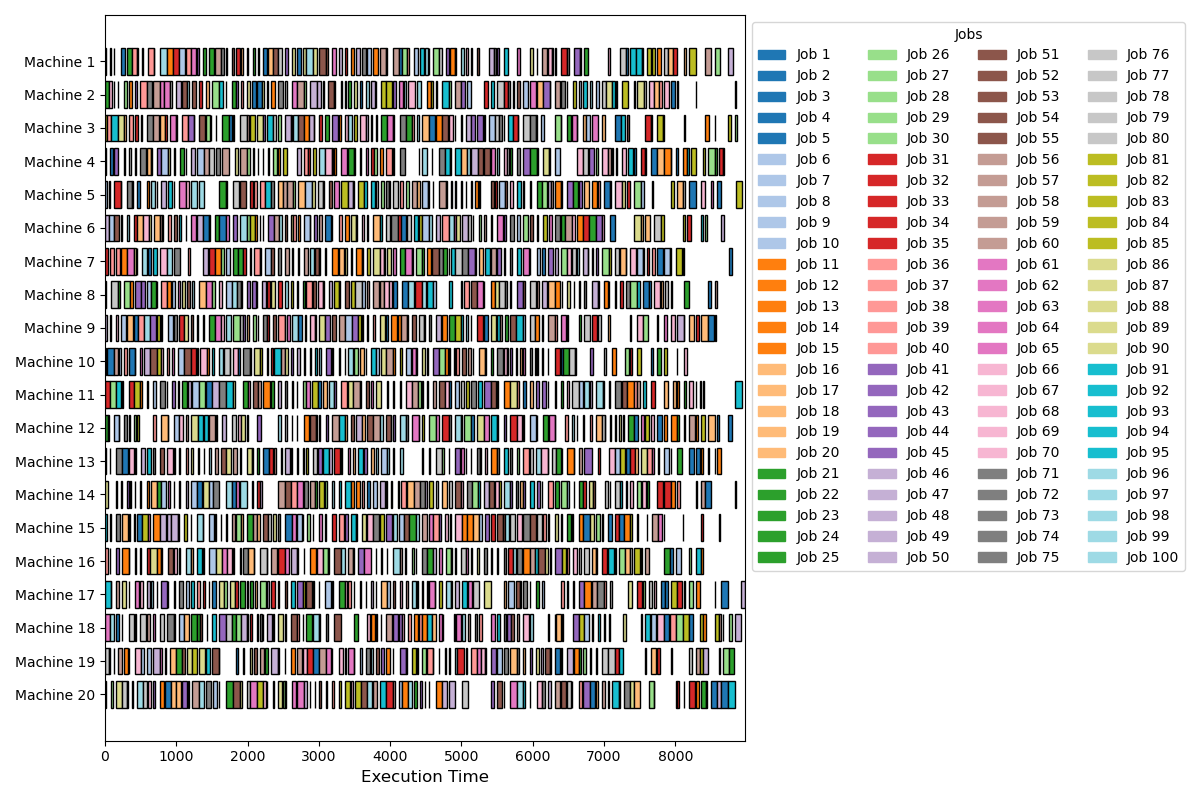 Machine 1
Machine 2
Machine 3
Machine 4
Machine 5
Machine 6
Machine 7
Machine 8
Machine 9
Machine 10
Machine 11
Machine 12
Machine 13
Machine 14
Machine 15
Machine 16
Machine 17
Machine 18
Machine 19
Machine 20
0 1000 2000 3000 4000 5000 6000 7000 8000
Execution Time
Jobs
Job 1 Job 26 Job 51 Job 76
Job 2 Job 27 Job 52 Job 77
Job 3 Job 28 Job 53 Job 78
Job 4 Job 29 Job 54 Job 79
Job 5 Job 30 Job 55 Job 80
Job 6 Job 31 Job 56 Job 81
Job 7 Job 32 Job 57 Job 82
Job 8 Job 33 Job 58 Job 83
Job 9 Job 34 Job 59 Job 84
Job 10 Job 35 Job 60 Job 85
Job 11 Job 36 Job 61 Job 86
Job 12 Job 37 Job 62 Job 87
Job 13 Job 38 Job 63 Job 88
Job 14 Job 39 Job 64 Job 89
Job 15 Job 40 Job 65 Job 90
Job 16 Job 41 Job 66 Job 91
Job 17 Job 42 Job 67 Job 92
Job 18 Job 43 Job 68 Job 93
Job 19 Job 44 Job 69 Job 94
Job 20 Job 45 Job 70 Job 95
Job 21 Job 46 Job 71 Job 96
Job 22 Job 47 Job 72 Job 97
Job 23 Job 48 Job 73 Job 98
Job 24 Job 49 Job 74 Job 99
Job 25 Job 50 Job 75 Job 100